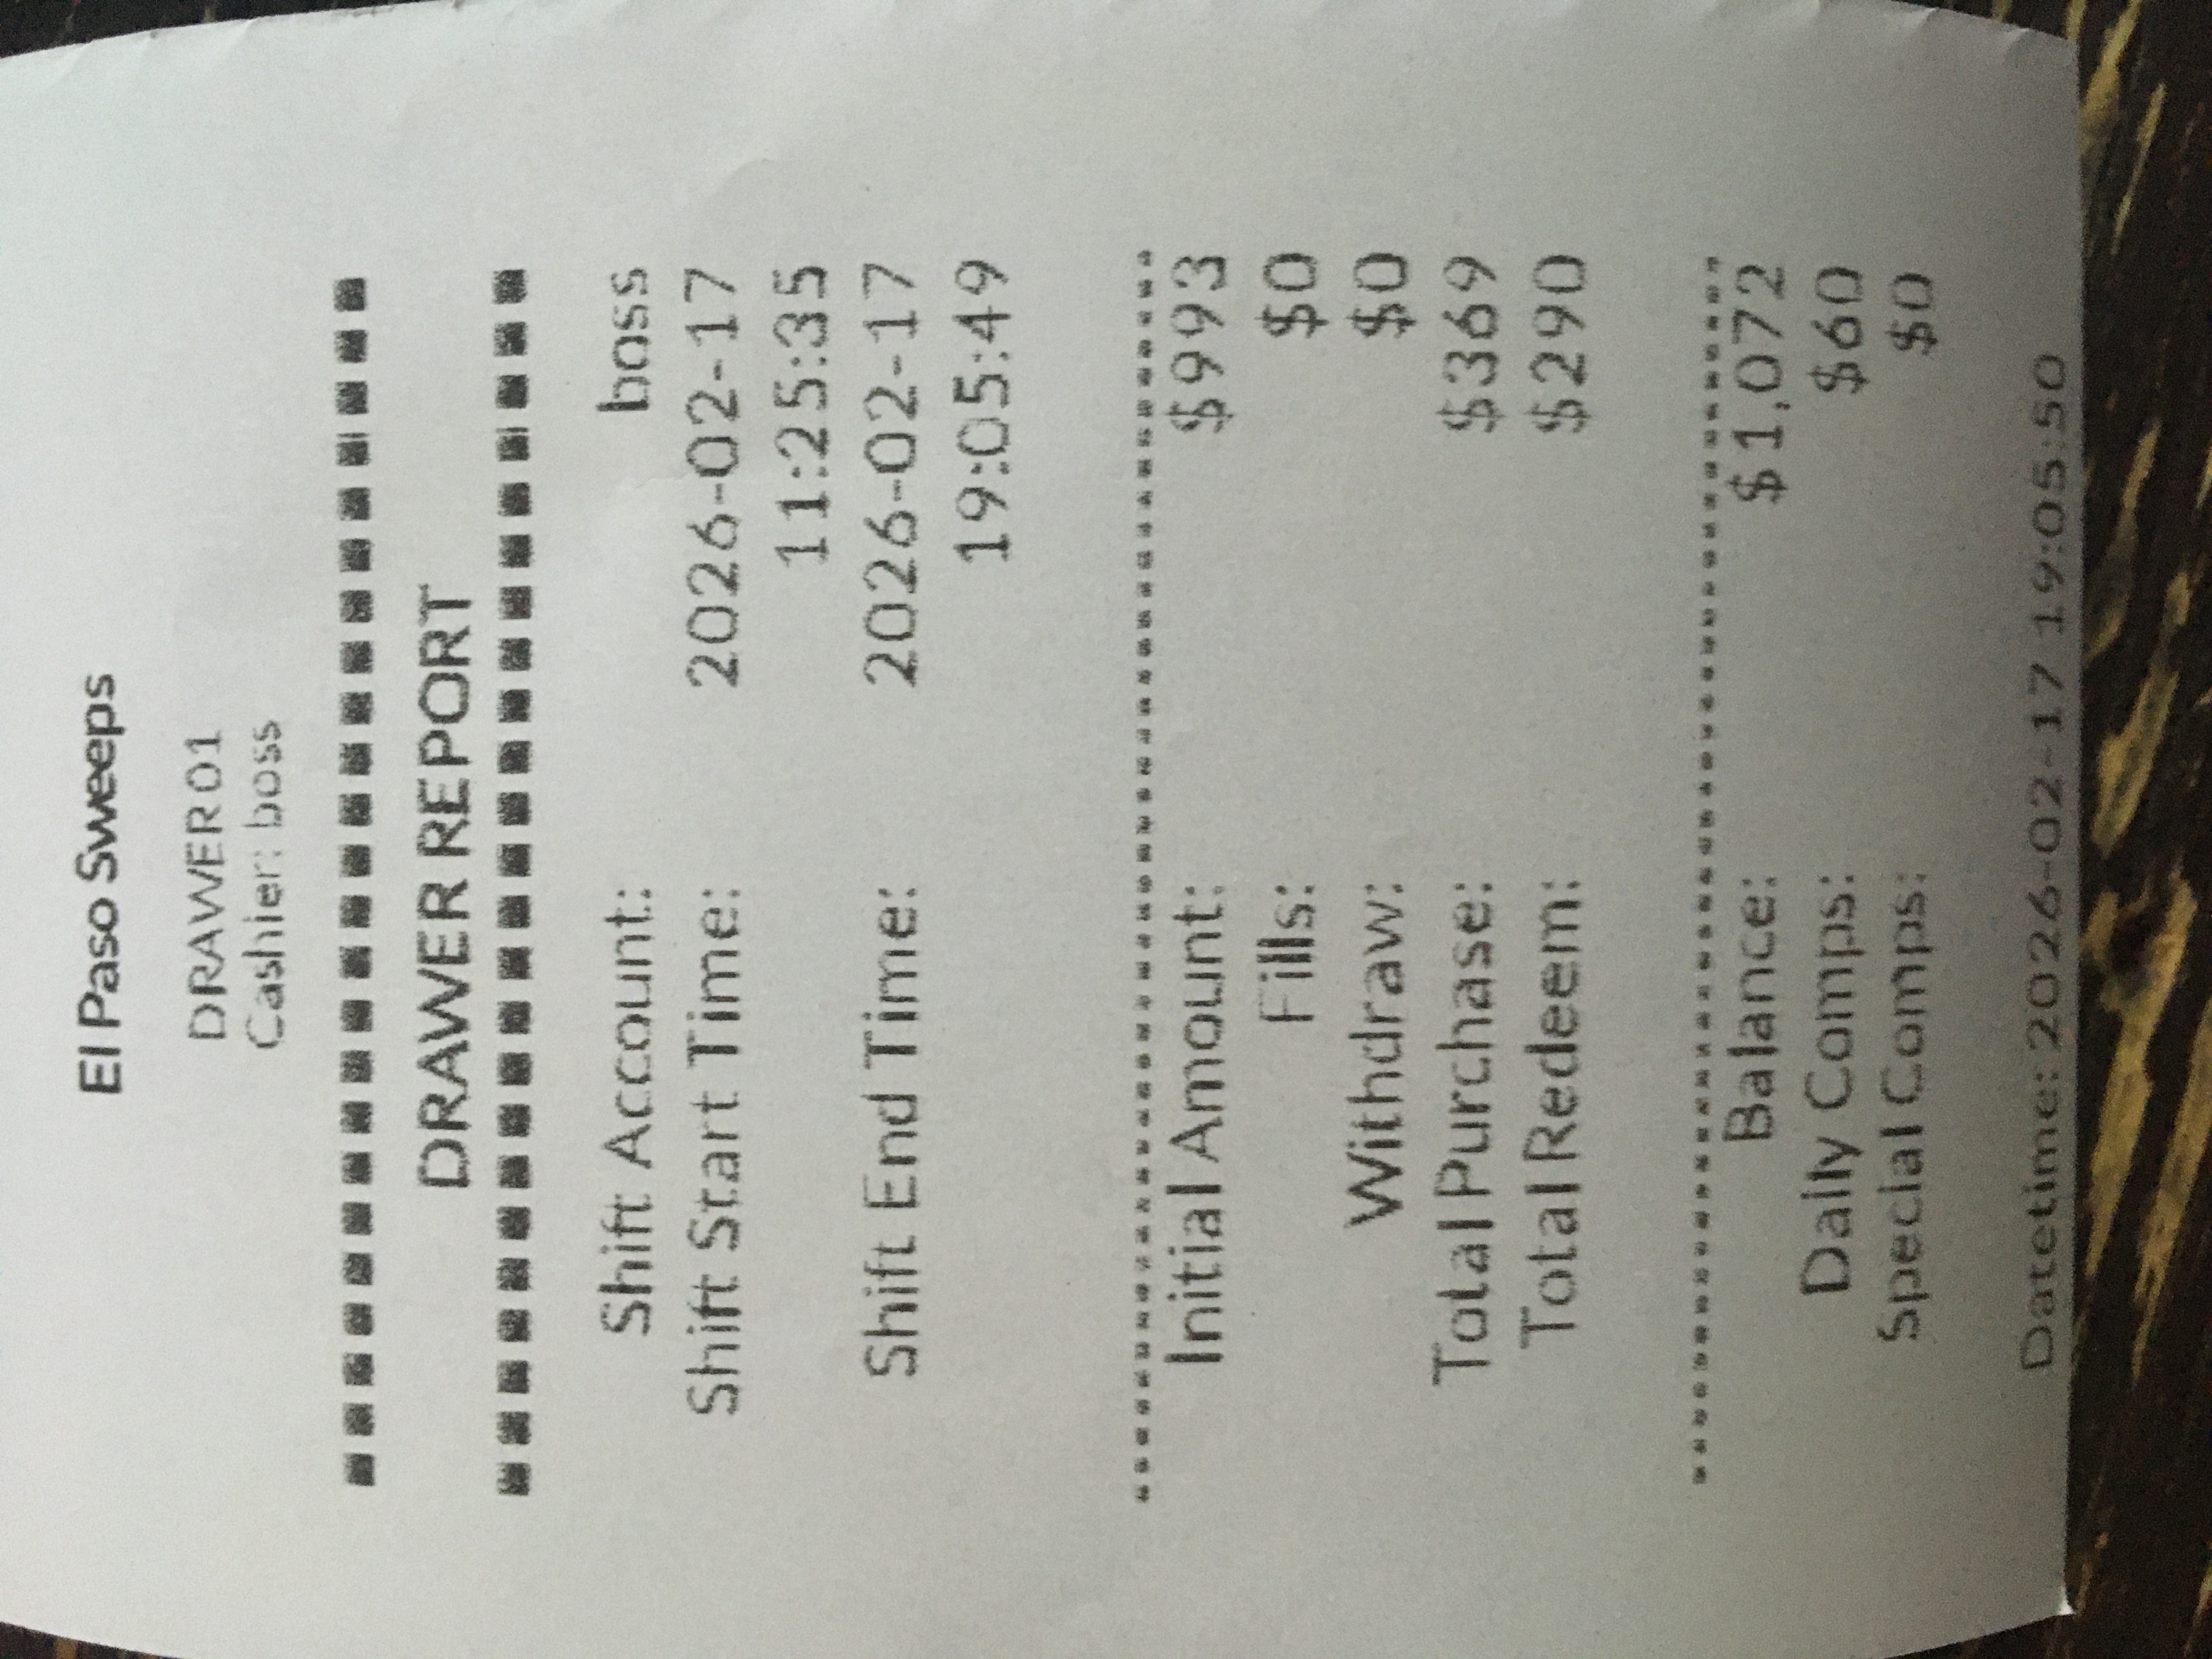 El Paso Sweeps
DRAWER01
Cashier: boss
DRAWER REPORT
Shift Account: boss
Shift Start Time: 2026-02-17
11:25:35
Shift End Time: 2026-02-17
19:05:49
Initial Amount: $993
Fills: $0
Withdraw: $0
Total Purchase: $369
Total Redeem: $290
Balance: $1,072
Daily Comps: $60
Special Comps: $0
Datetime: 2026-02-17 19:05:50